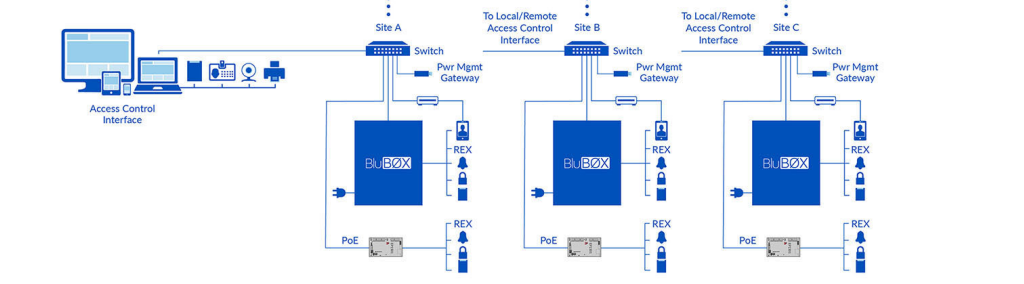 Access Control
Interface
Site A
Switch
Pwr Mgmt
Gateway
BluBØX
REX
PoE
REX
To Local/Remote
Access Control
Interface
Site B
Switch
Pwr Mgmt
Gateway
BluBØX
REX
PoE
REX
To Local/Remote
Access Control
Interface
Site C
Switch
Pwr Mgmt
Gateway
BluBØX
REX
PoE
REX